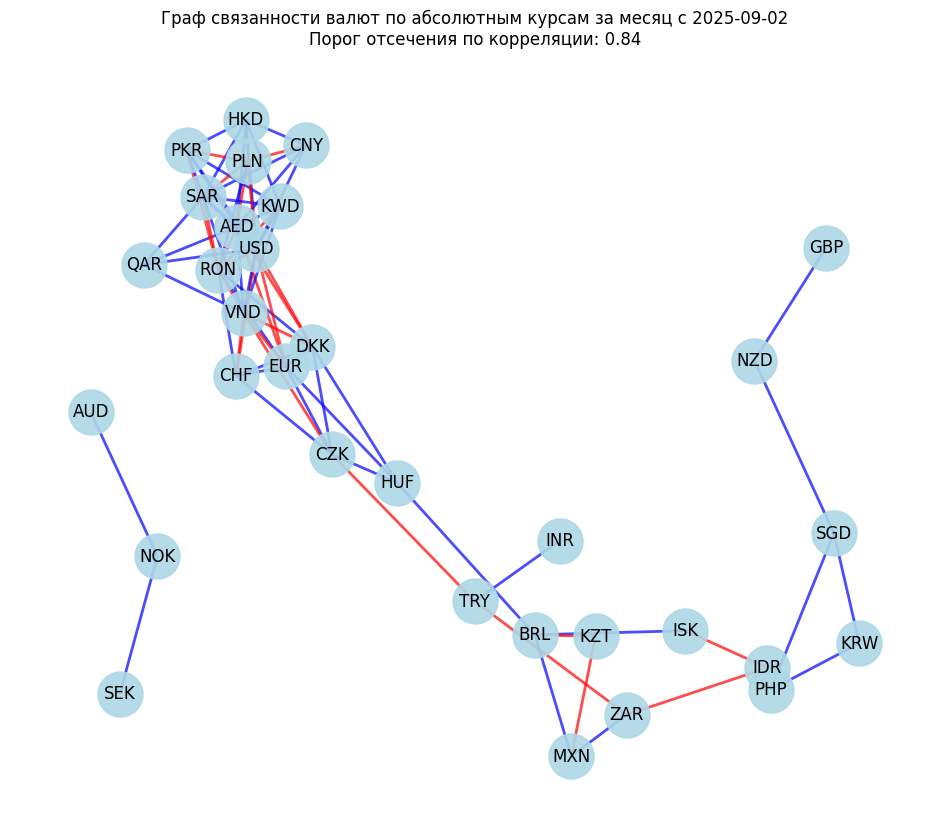 Граф связанности валют по абсолютным курсам за месяц с 2025-09-02
Порог отсечения по корреляции: 0.84
HKD
CNY
PKR
PLN
SAR
KWD
AED
USD
GBP
QAR
RON
VND
DKK
NZD
EUR
CHF
AUD
CZK
HUF
SGD
INR
NOK
TRY
ISK
BRL
KZT
KRW
IDR
PHP
SEK
ZAR
MXN